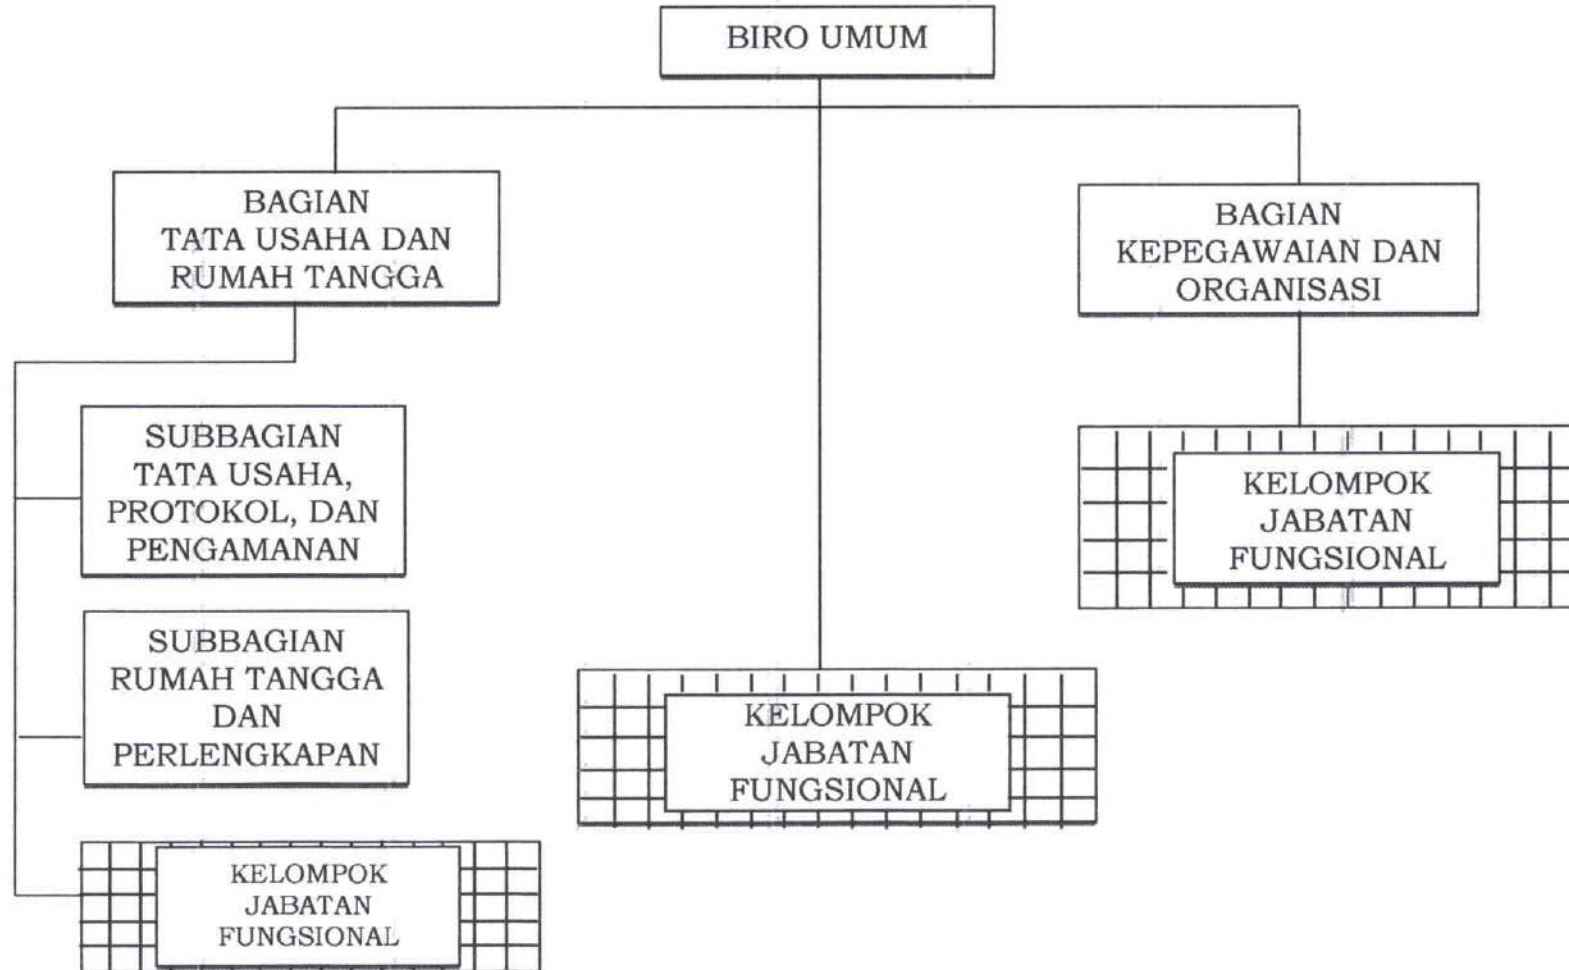 BIRO UMUM
BAGIAN
TATA USAHA DAN
RUMAH TANGGA
BAGIAN
KEPEGAWAIAN DAN
ORGANISASI
SUBBAGIAN
TATA USAHA,
PROTOKOL, DAN
PENGAMANAN
SUBBAGIAN
RUMAH TANGGA
DAN
PERLENGKAPAN
KELOMPOK
JABATAN
FUNGSIONAL
KELOMPOK
JABATAN
FUNGSIONAL
KELOMPOK
JABATAN
FUNGSIONAL